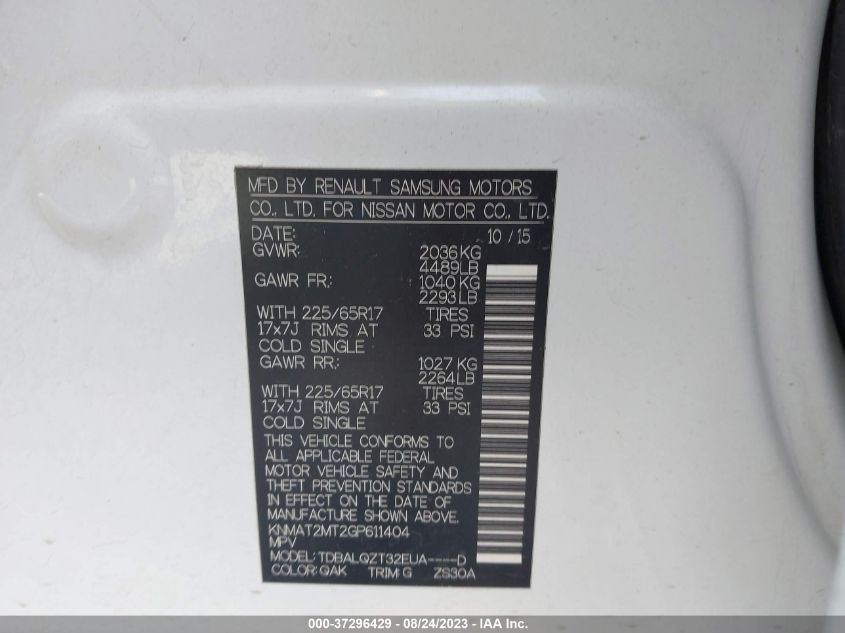 MFD BY RENAULT SAMSUNG MOTORS
CO., LTD. FOR NISSAN MOTOR CO., LTD.
DATE: 10 / 15
GVWR: 2036 KG
4489 LB
GAWR FR: : 1040 KG
2293 LB
WITH 225/65R17 TIRES
17x7J RIMS AT 33 PSI
COLD SINGLE
GAWR RR: 1027 KG
2264 LB
WITH 225/65R17 TIRES
17x7J RIMS AT 33 PSI
COLD SINGLE
THIS VEHICLE CONFORMS TO
ALL APPLICABLE FEDERAL
MOTOR VEHICLE SAFETY AND
THEFT PREVENTION STANDARDS
IN EFFECT ON THE DATE OF
MANUFACTURE SHOWN ABOVE.
KNMAT2MT2GP611404
MPV
MODEL: TDBALQZT32EUA----D
COLOR: QAK TRIM: G ZS30A
000-37296429 - 08/24/2023 - IAA Inc.